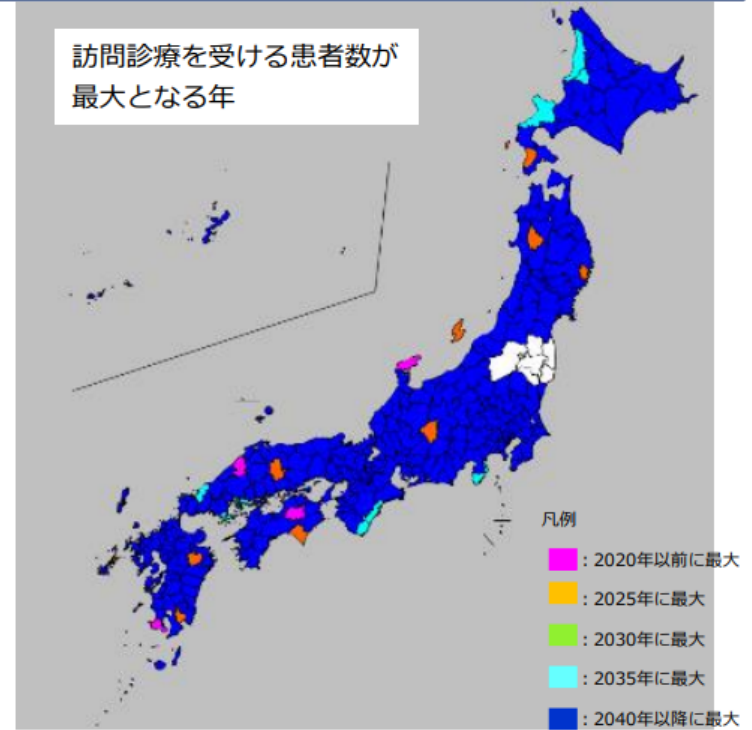 訪問診療を受ける患者数が
最大となる年
凡例
：2020年以前に最大
：2025年に最大
：2030年に最大
：2035年に最大
：2040年以降に最大